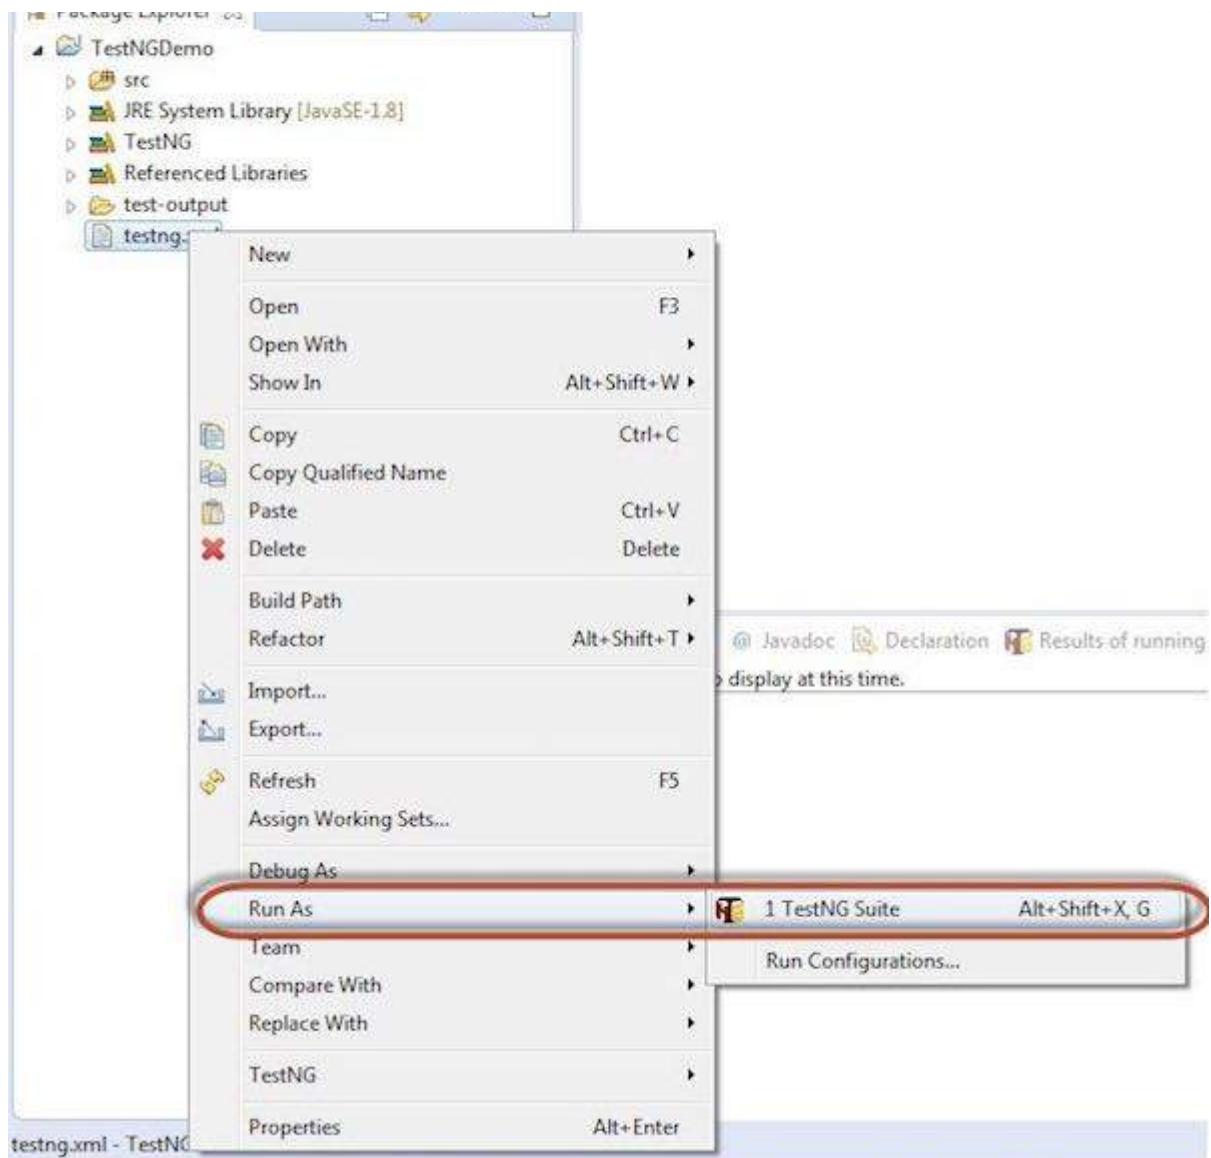 Package Explorer
TestNGDemo
src
JRE System Library [JavaSE-1.8]
TestNG
Referenced Libraries
test-output
testng.
New
Open F3
Open With
Show In Alt+Shift+W
Copy Ctrl+C
Copy Qualified Name
Paste Ctrl+V
Delete Delete
Build Path
Refactor Alt+Shift+T
@ Javadoc Declaration Results of running
display at this time.
Import...
Export...
Refresh F5
Assign Working Sets...
Debug As
Run As
1 TestNG Suite Alt+Shift+X, G
Team
Run Configurations...
Compare With
Replace With
TestNG
Properties Alt+Enter
testng.xml - TestNG